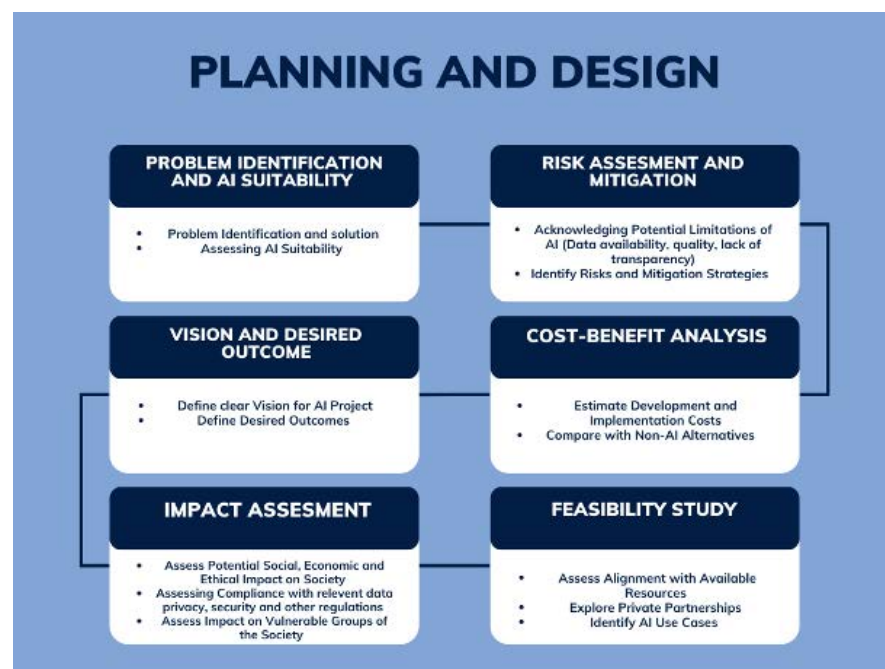 PLANNING AND DESIGN
PROBLEM IDENTIFICATION
AND AI SUITABILITY
• Problem Identification and solution
• Assessing AI Suitability
RISK ASSESMENT AND
MITIGATION
• Acknowledging Potential Limitations of
AI (Data availability, quality, lack of
transparency)
• Identify Risks and Mitigation Strategies
VISION AND DESIRED
OUTCOME
• Define clear Vision for AI Project
• Define Desired Outcomes
COST-BENEFIT ANALYSIS
• Estimate Development and
Implementation Costs
• Compare with Non-AI Alternatives
IMPACT ASSESMENT
• Assess Potential Social, Economic and
Ethical Impact on Society
• Assessing Compliance with relevent data
privacy, security and other regulations
• Assess Impact on Vulnerable Groups of
the Society
FEASIBILITY STUDY
• Assess Alignment with Available
Resources
• Explore Private Partnerships
• Identify AI Use Cases